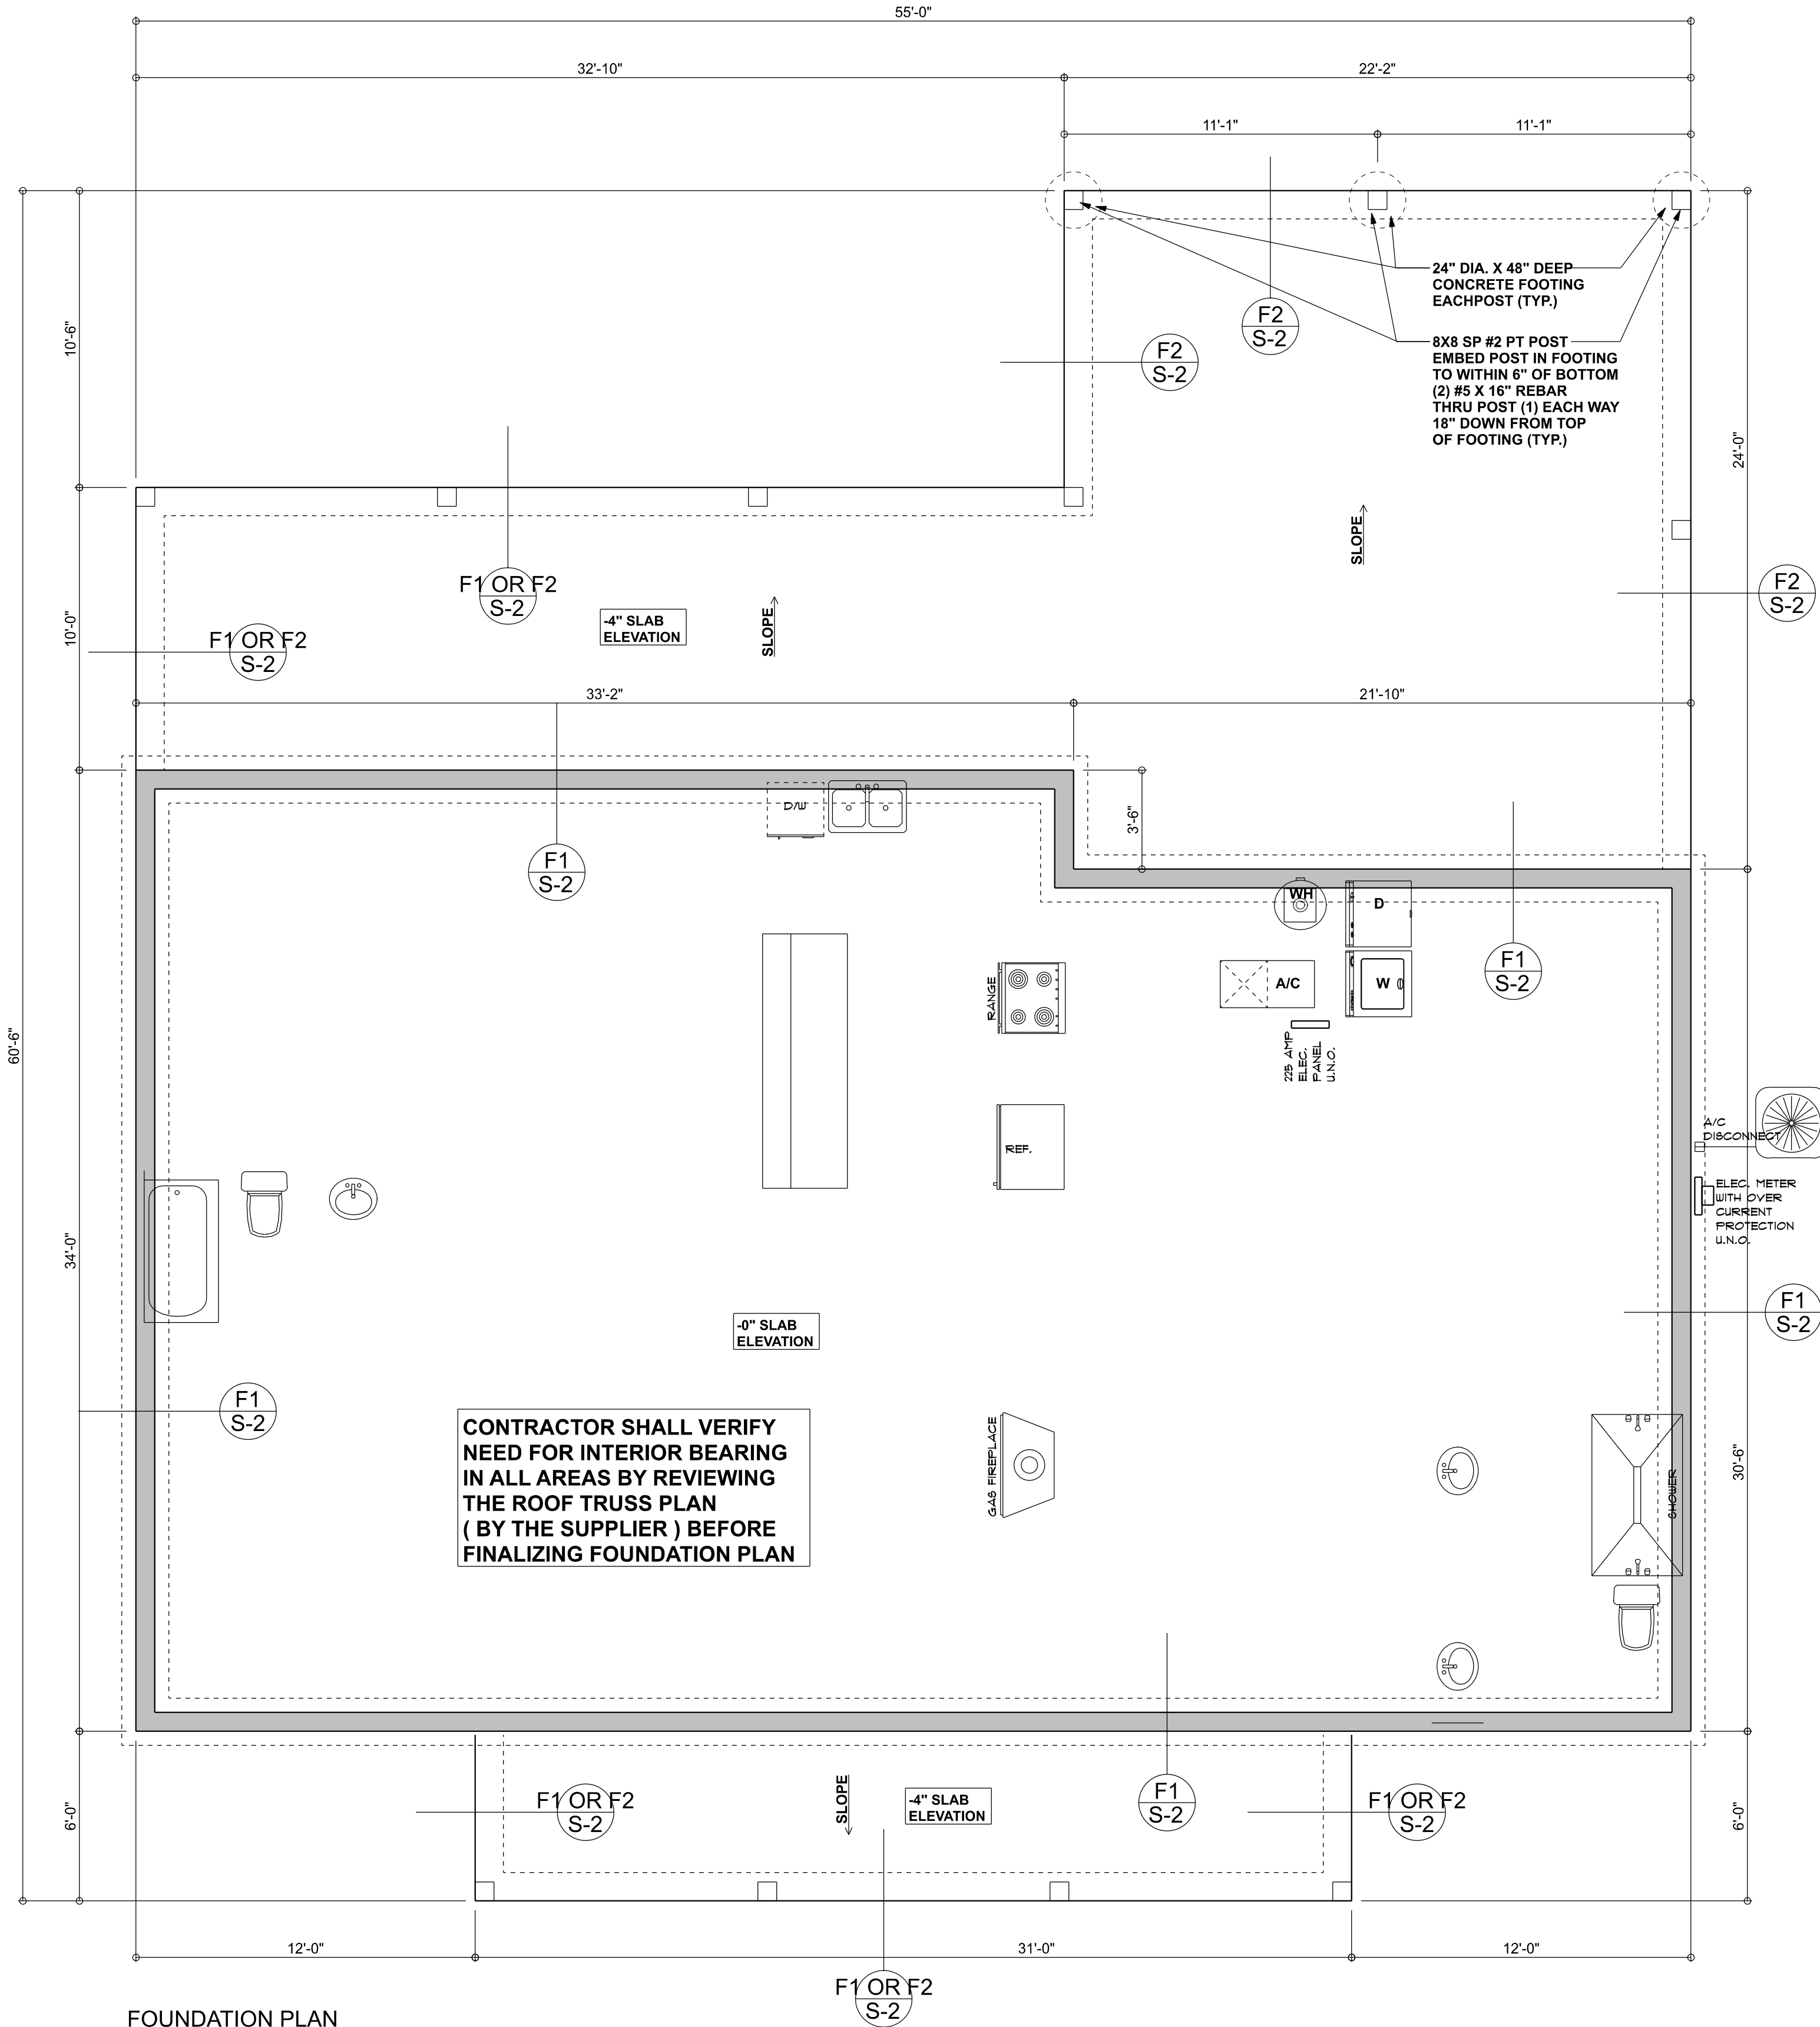 55'-0"
32'-10"
22'-2"
11'-1"
11'-1"
24" DIA. X 48" DEEP
CONCRETE FOOTING
EACHPOST (TYP.)
F2
S-2
F2
S-2
8X8 SP #2 PT POST
EMBED POST IN FOOTING
TO WITHIN 6" OF BOTTOM
(2) #5 X 16" REBAR
THRU POST (1) EACH WAY
18" DOWN FROM TOP
OF FOOTING (TYP.)
10'-6"
24'-0"
SLOPE
F1 OR F2
S-2
F2
S-2
-4" SLAB
ELEVATION
SLOPE
10'-0"
F1 OR F2
S-2
33'-2"
21'-10"
D/W
3'-6"
F1
S-2
WH
D
F1
S-2
RANGE
A/C
W
225 AMP
ELEC.
PANEL
U.N.O.
60'-6"
REF.
A/C
DISCONNECT
ELEC. METER
WITH OVER
CURRENT
PROTECTION
U.N.O.
34'-0"
F1
S-2
-0" SLAB
ELEVATION
F1
S-2
CONTRACTOR SHALL VERIFY
NEED FOR INTERIOR BEARING
IN ALL AREAS BY REVIEWING
THE ROOF TRUSS PLAN
( BY THE SUPPLIER ) BEFORE
FINALIZING FOUNDATION PLAN
GAS FIREPLACE
SHOWER
30'-6"
6'-0"
F1 OR F2
S-2
SLOPE
-4" SLAB
ELEVATION
F1
S-2
F1 OR F2
S-2
6'-0"
12'-0"
31'-0"
12'-0"
F1 OR F2
S-2
FOUNDATION PLAN